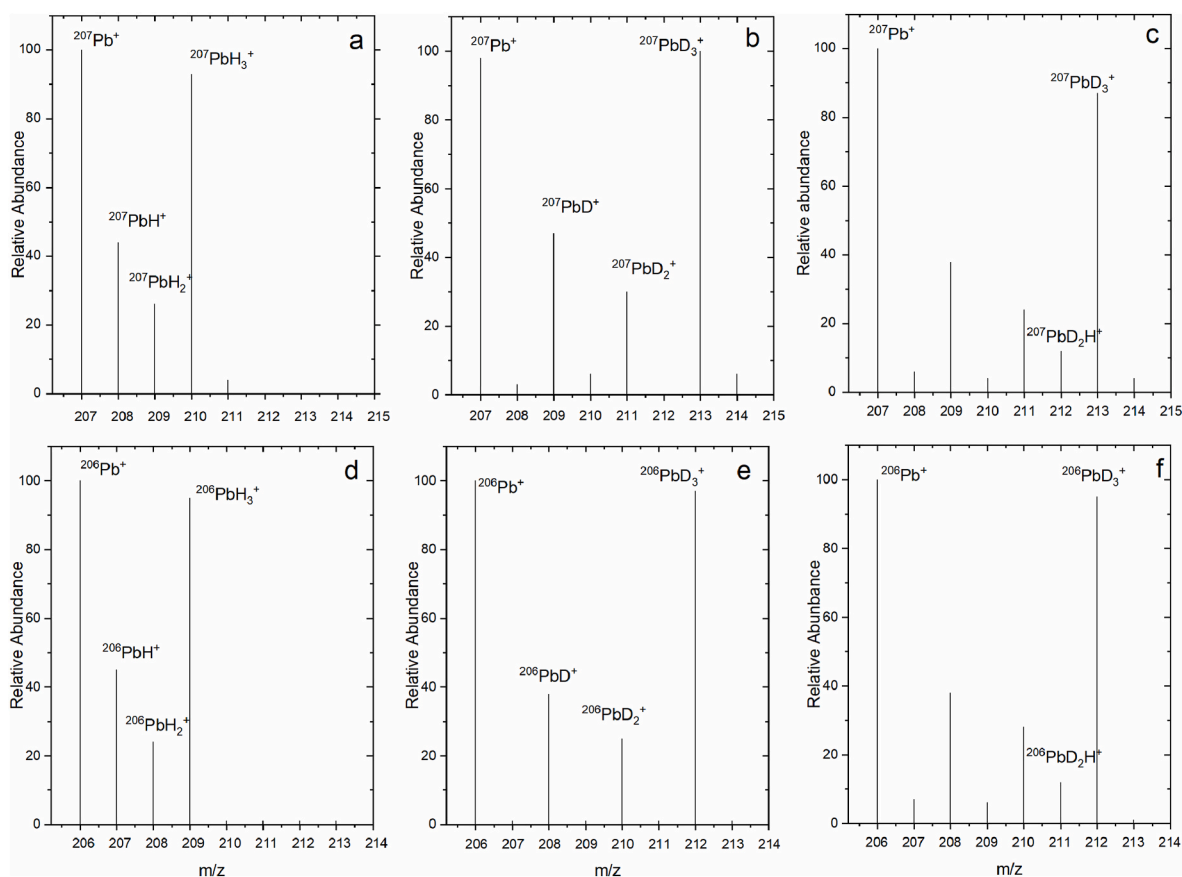 a
²⁰⁷Pb⁺
²⁰⁷PbH₃⁺
²⁰⁷PbH⁺
²⁰⁷PbH₂⁺
Relative Abundance
100
80
60
40
20
0
207 208 209 210 211 212 213 214 215
b
²⁰⁷Pb⁺
²⁰⁷PbD₃⁺
²⁰⁷PbD⁺
²⁰⁷PbD₂⁺
Relative Abundance
100
80
60
40
20
0
207 208 209 210 211 212 213 214 215
c
²⁰⁷Pb⁺
²⁰⁷PbD₃⁺
²⁰⁷PbD₂H⁺
Relative abundance
100
80
60
40
20
0
207 208 209 210 211 212 213 214 215
d
²⁰⁶Pb⁺
²⁰⁶PbH₃⁺
²⁰⁶PbH⁺
²⁰⁶PbH₂⁺
Relative Abundance
100
80
60
40
20
0
206 207 208 209 210 211 212 213 214
m/z
e
²⁰⁶Pb⁺
²⁰⁶PbD₃⁺
²⁰⁶PbD⁺
²⁰⁶PbD₂⁺
Relative Abundance
100
80
60
40
20
0
206 207 208 209 210 211 212 213 214
m/z
f
²⁰⁶Pb⁺
²⁰⁶PbD₃⁺
²⁰⁶PbD₂H⁺
Relative Abunbance
100
80
60
40
20
0
206 207 208 209 210 211 212 213 214
m/z